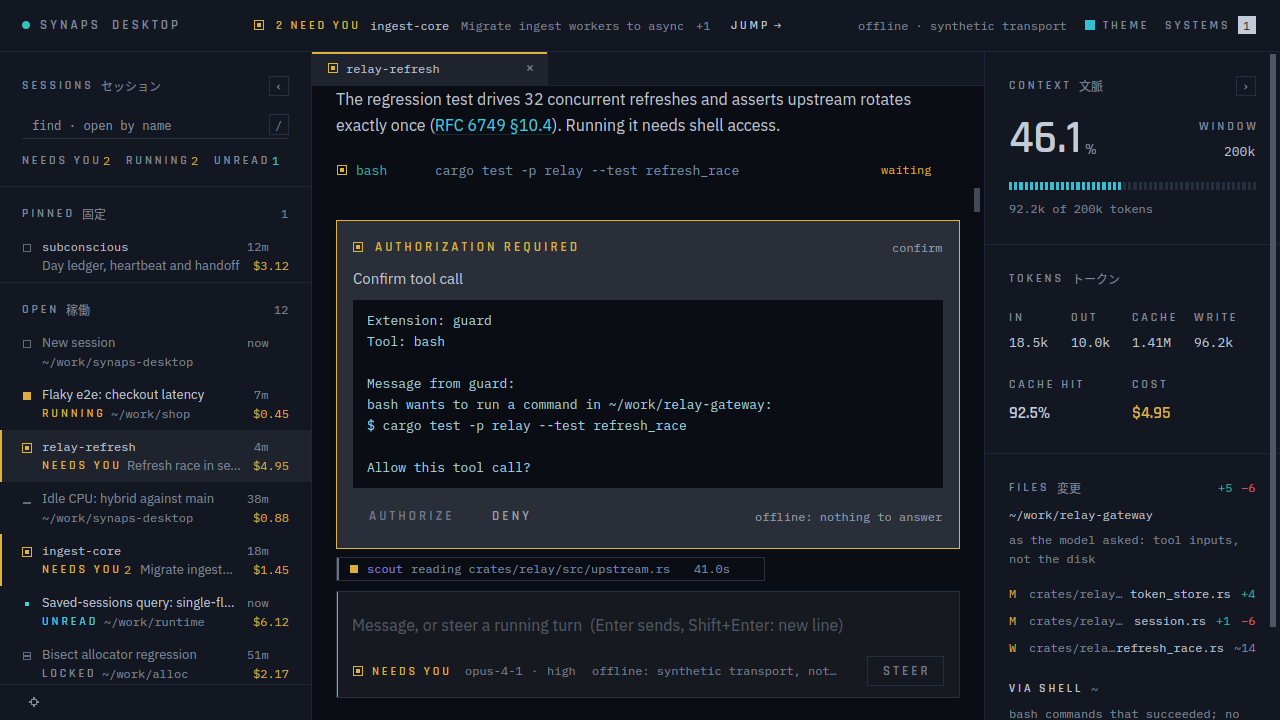 SYNAPS DESKTOP
2 NEED YOU ingest-core Migrate ingest workers to async +1 JUMP →
offline · synthetic transport THEME SYSTEMS 1
SESSIONS セッション ‹
find · open by name /
NEEDS YOU 2 RUNNING 2 UNREAD 1
PINNED 固定 1
subconscious 12m
Day ledger, heartbeat and handoff $3.12
OPEN 稼働 12
New session now
~/work/synaps-desktop
Flaky e2e: checkout latency 7m
RUNNING ~/work/shop $0.45
relay-refresh 4m
NEEDS YOU Refresh race in se… $4.95
Idle CPU: hybrid against main 38m
~/work/synaps-desktop $0.88
ingest-core 18m
NEEDS YOU 2 Migrate ingest… $1.45
Saved-sessions query: single-fl… now
UNREAD ~/work/runtime $6.12
Bisect allocator regression 51m
LOCKED ~/work/alloc $2.17
relay-refresh ×
The regression test drives 32 concurrent refreshes and asserts upstream rotates
exactly once (RFC 6749 §10.4). Running it needs shell access.
bash cargo test -p relay --test refresh_race waiting
AUTHORIZATION REQUIRED confirm
Confirm tool call
Extension: guard
Tool: bash
Message from guard:
bash wants to run a command in ~/work/relay-gateway:
$ cargo test -p relay --test refresh_race
Allow this tool call?
AUTHORIZE DENY offline: nothing to answer
scout reading crates/relay/src/upstream.rs 41.0s
Message, or steer a running turn (Enter sends, Shift+Enter: new line)
NEEDS YOU opus-4-1 · high offline: synthetic transport, not… STEER
CONTEXT 文脈 ›
46.1% WINDOW
200k
92.2k of 200k tokens
TOKENS トークン
IN OUT CACHE WRITE
18.5k 10.0k 1.41M 96.2k
CACHE HIT COST
92.5% $4.95
FILES 変更 +5 −6
~/work/relay-gateway
as the model asked: tool inputs,
not the disk
M crates/relay… token_store.rs +4
M crates/relay… session.rs +1 −6
W crates/rela…refresh_race.rs ~14
VIA SHELL ~
bash commands that succeeded; no